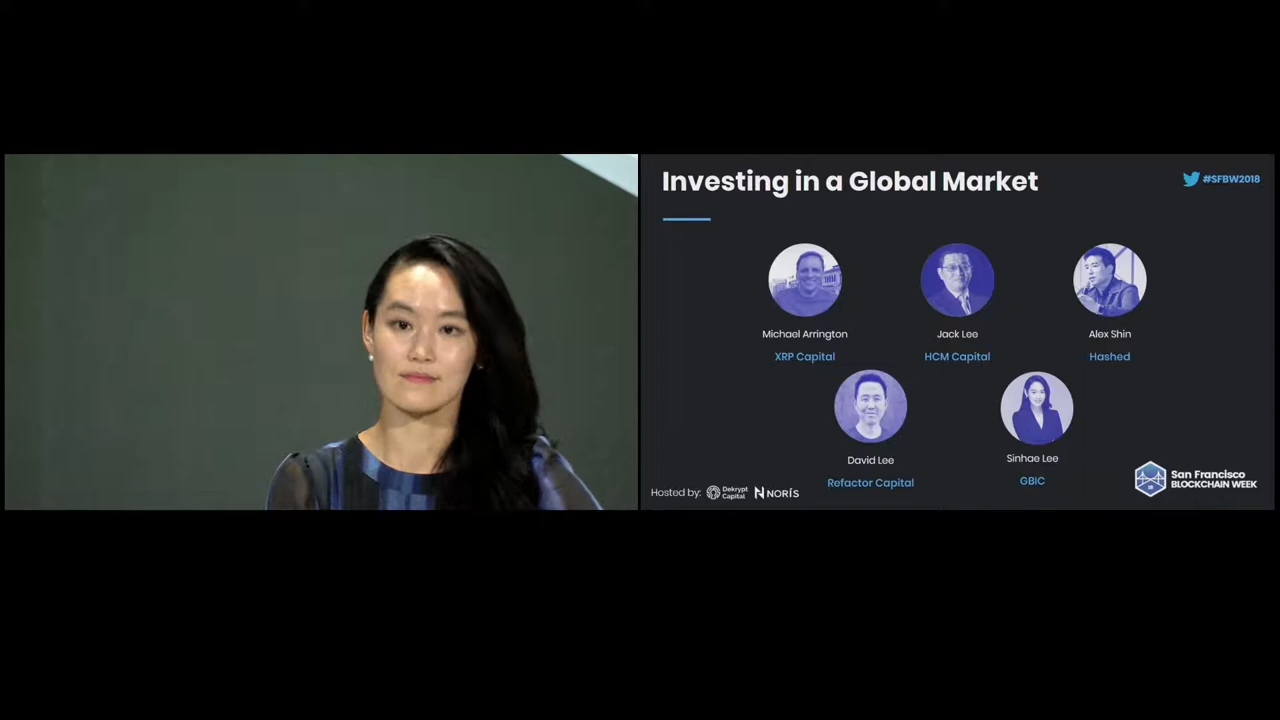 Investing in a Global Market
#SFBW2018
Michael Arrington
XRP Capital
Jack Lee
HCM Capital
Alex Shin
Hashed
David Lee
Refactor Capital
Sinhae Lee
GBIC
Hosted by:
Dekrypt
Capital
NORIS
San Francisco
BLOCKCHAIN WEEK